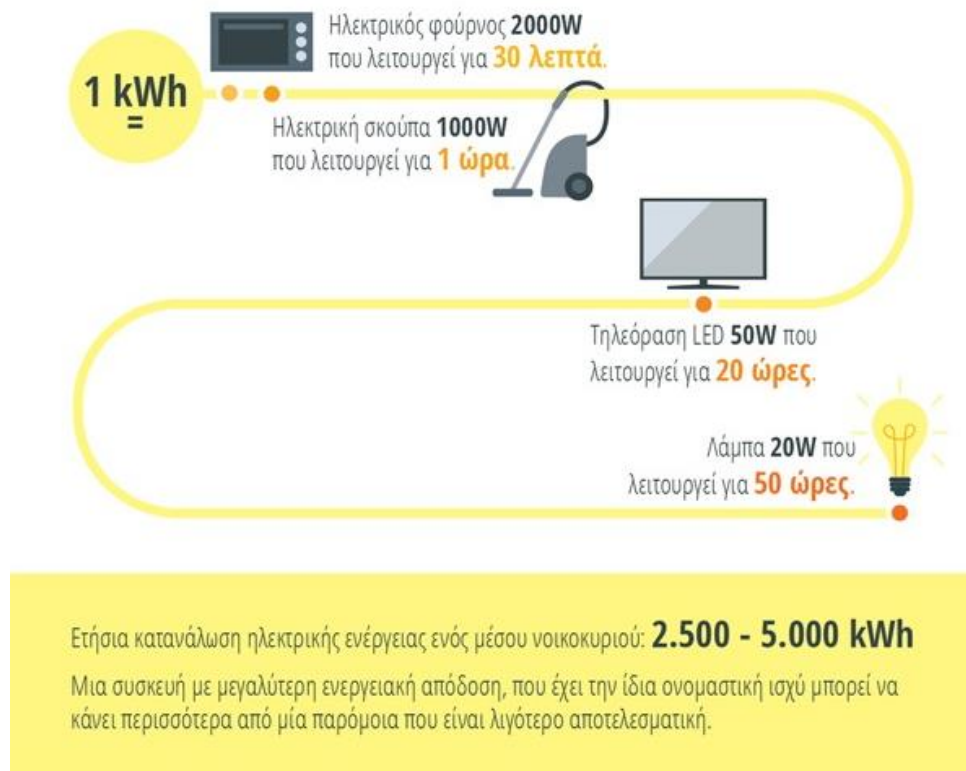 1 kWh
=
Ηλεκτρικός φούρνος 2000W
που λειτουργεί για 30 λεπτά.
Ηλεκτρική σκούπα 1000W
που λειτουργεί για 1 ώρα.
Τηλεόραση LED 50W που
λειτουργεί για 20 ώρες.
Λάμπα 20W που
λειτουργεί για 50 ώρες.
Ετήσια κατανάλωση ηλεκτρικής ενέργειας ενός μέσου νοικοκυριού: 2.500 - 5.000 kWh
Μια συσκευή με μεγαλύτερη ενεργειακή απόδοση, που έχει την ίδια ονομαστική ισχύ μπορεί να
κάνει περισσότερα από μία παρόμοια που είναι λιγότερο αποτελεσματική.